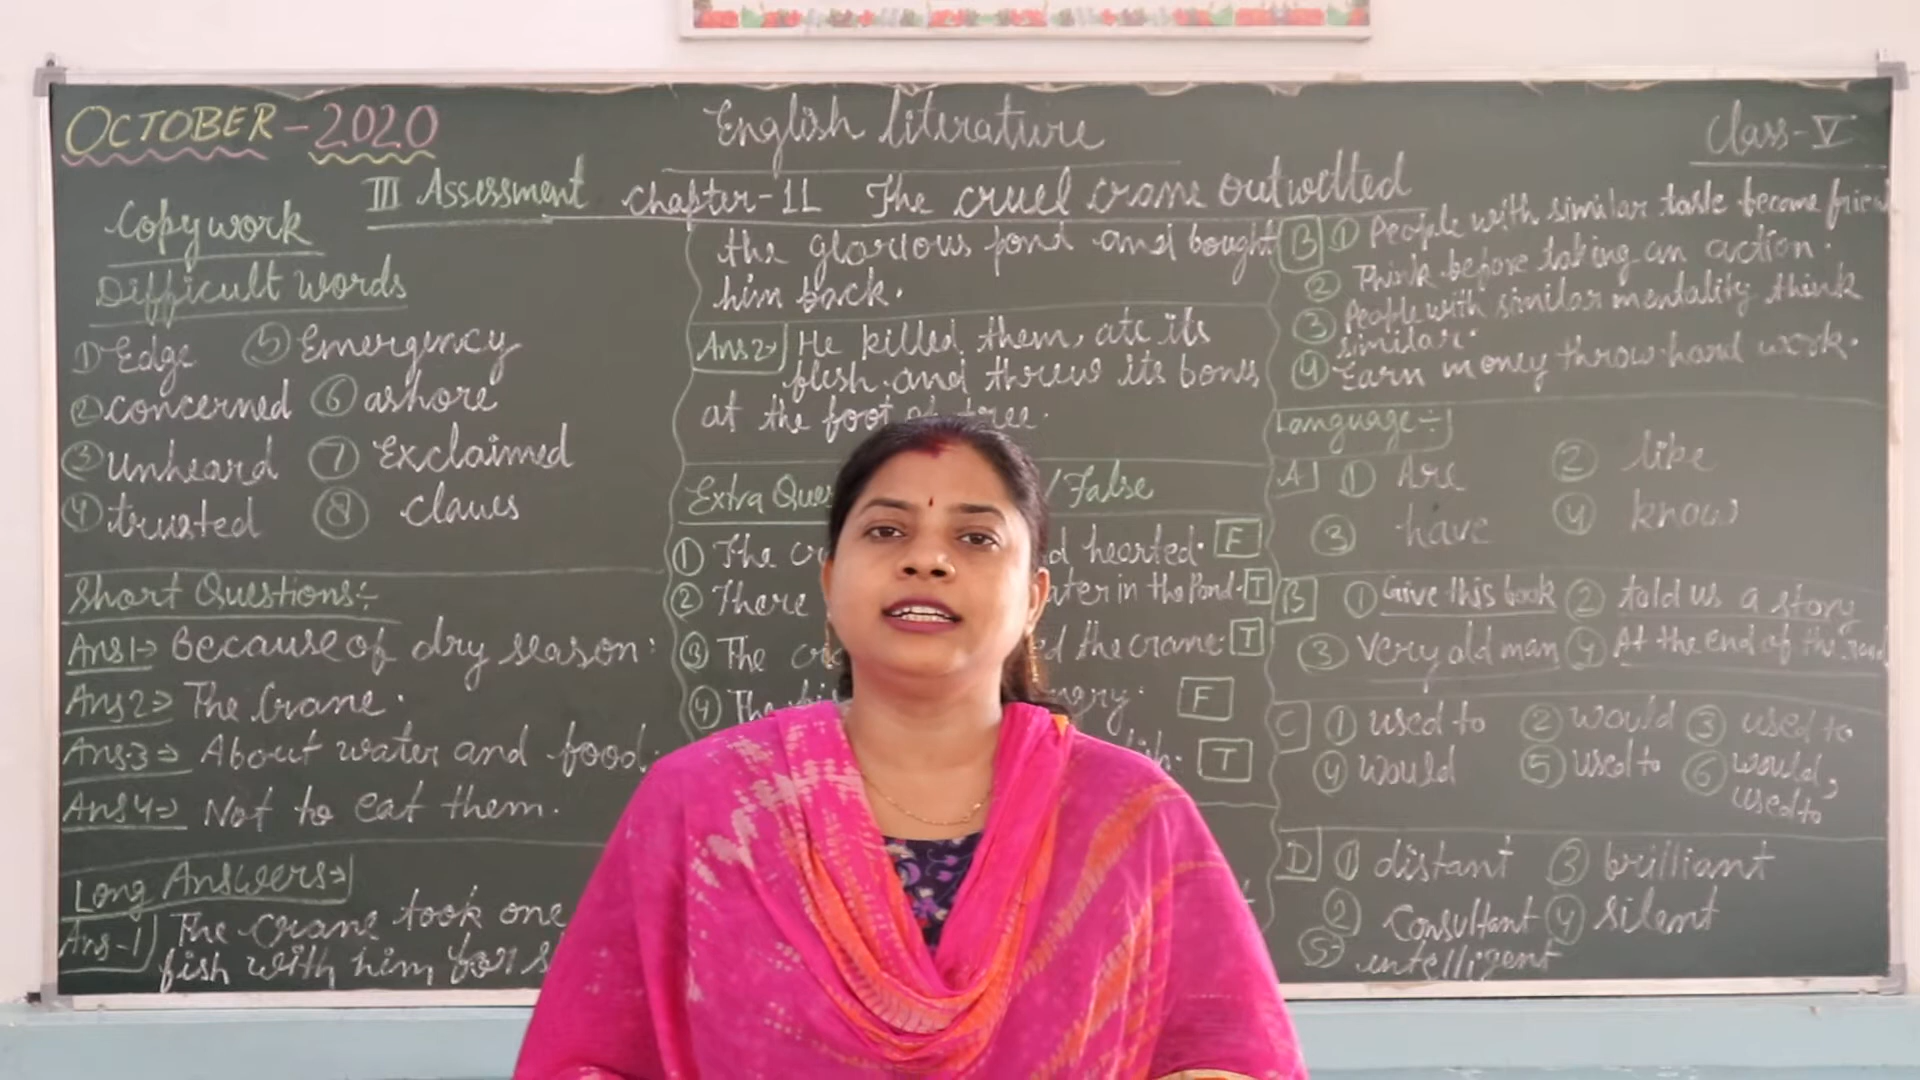 OCTOBER - 2020
English literature
Class-V
III Assessment
Chapter-11 The cruel crane outwitted
Copy work
Difficult words
① Edge ⑤ Emergency
② concerned ⑥ ashore
③ unheard ⑦ Exclaimed
④ trusted ⑧ claws
Short Questions:-
Ans1→ Because of dry season.
Ans2→ The Crane.
Ans3→ About water and food.
Ans4→ Not to eat them.
Long Answers→
Ans-1) The crane took one
fish with him for
the glorious pond and bought
him back.
Ans2→ He killed them, ate its
flesh and threw its bones
at the foot of tree.
Extra / False
① The hearted. F
② There in the Pond. T
③ The the crane. T
④ The F
T
B ① People with similar taste become
② Think before taking an action.
③ People with similar mentality think
similar.
④ Earn money throw hard work.
Language:-
A ① Are ② like
③ have ④ know
B ① Give this book ② told us a story
③ very old man ④ At the end of the
C ① used to ② would ③ used to
④ would ⑤ used to ⑥ would,
used to
D ① distant ③ brilliant
② Consultant ④ silent
⑤ intelligent